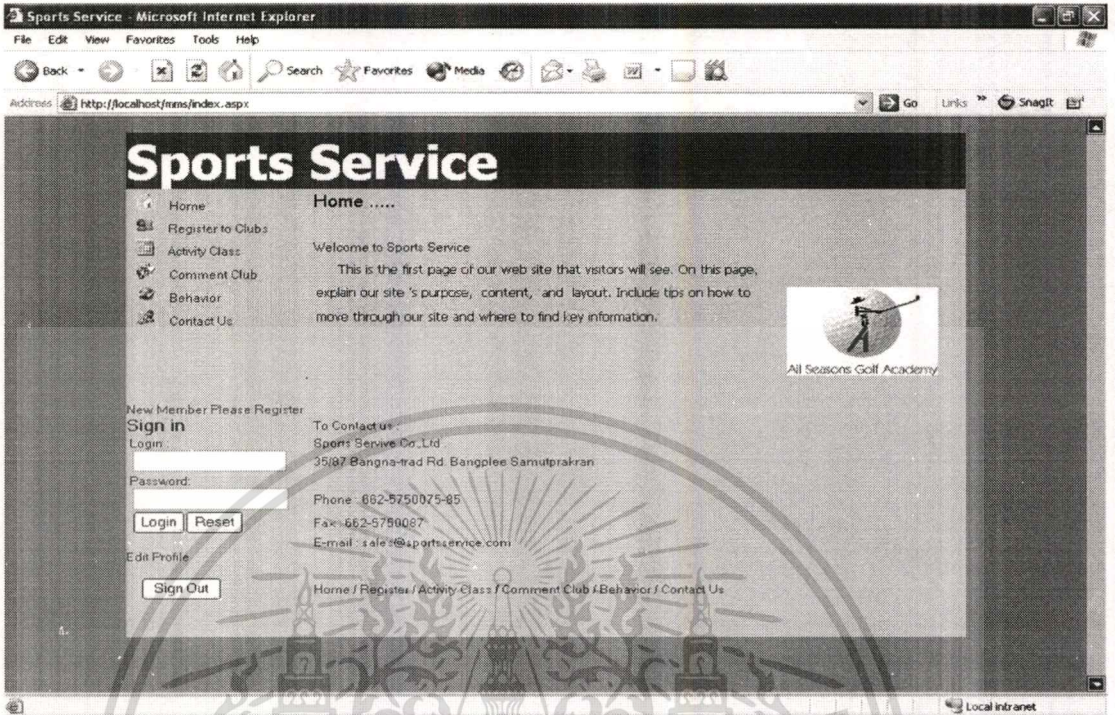 Sports Service - Microsoft Internet Explorer
File Edit View Favorites Tools Help
Back Search Favorites Media
Address http://localhost/mms/index.aspx Go Links » SnagIt
Sports Service
Home
Register to Clubs
Activity Class
Comment Club
Behavior
Contact Us
Home .....
Welcome to Sports Service
This is the first page of our web site that visitors will see. On this page,
explain our site 's purpose, content, and layout. Include tips on how to
move through our site and where to find key information.
All Seasons Golf Academy
New Member Please Register
Sign in
Login :
Password:
Login Reset
Edit Profile
Sign Out
To Contact us :
Sports Servive Co.,Ltd
35/87 Bangna-trad Rd. Bangplee Samutprakran
Phone : 662-5750075-85
Fax : 662-5750087
E-mail : sales@sportsservice.com
Home / Register / Activity Class / Comment Club / Behavior / Contact Us
Local intranet